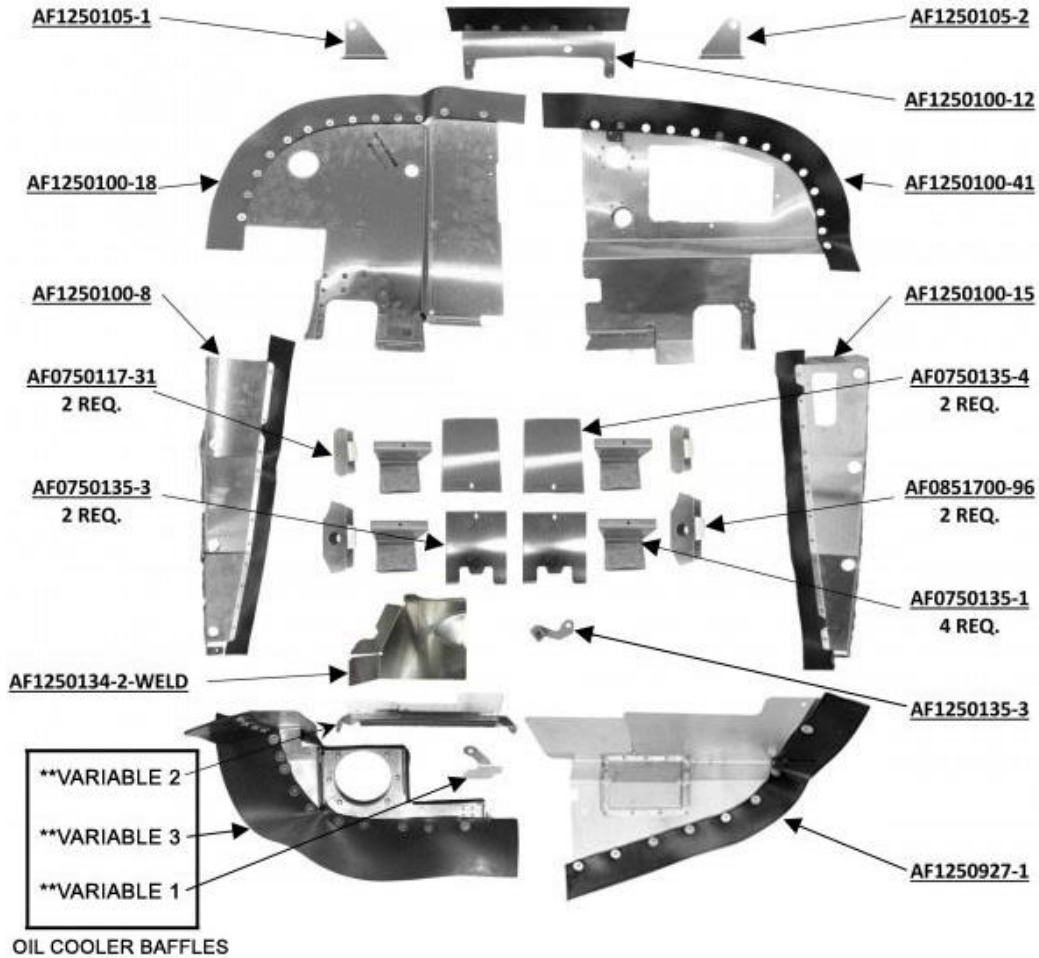 AF1250105-1
AF1250105-2
AF1250100-12
AF1250100-18
AF1250100-41
AF1250100-8
AF1250100-15
AF0750117-31
2 REQ.
AF0750135-4
2 REQ.
AF0750135-3
2 REQ.
AF0851700-96
2 REQ.
AF0750135-1
4 REQ.
AF1250134-2-WELD
AF1250135-3
**VARIABLE 2
**VARIABLE 3
**VARIABLE 1
AF1250927-1
OIL COOLER BAFFLES